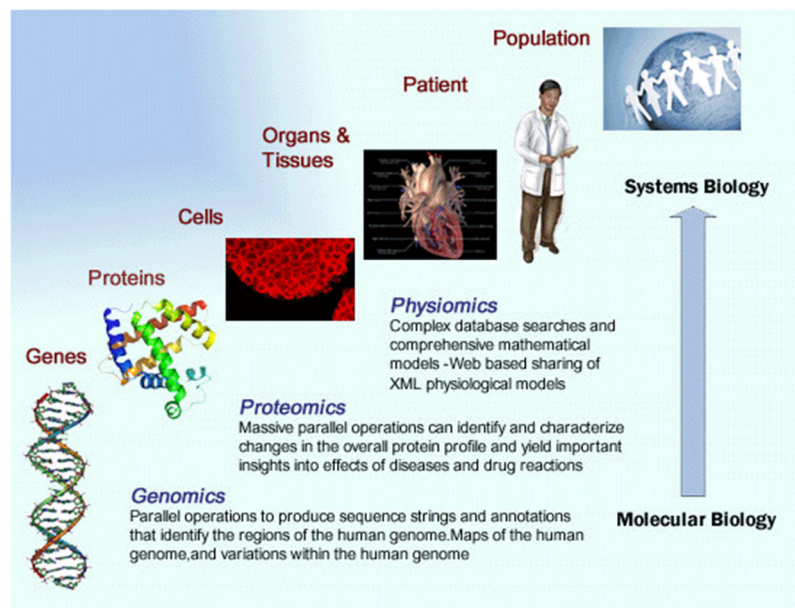 Population
Patient
Organs &
Tissues
Cells
Proteins
Genes
Systems Biology
Physiomics
Complex database searches and
comprehensive mathematical
models -Web based sharing of
XML physiological models
Proteomics
Massive parallel operations can identify and characterize
changes in the overall protein profile and yield important
insights into effects of diseases and drug reactions
Genomics
Parallel operations to produce sequence strings and annotations
that identify the regions of the human genome.Maps of the human
genome,and variations within the human genome
Molecular Biology